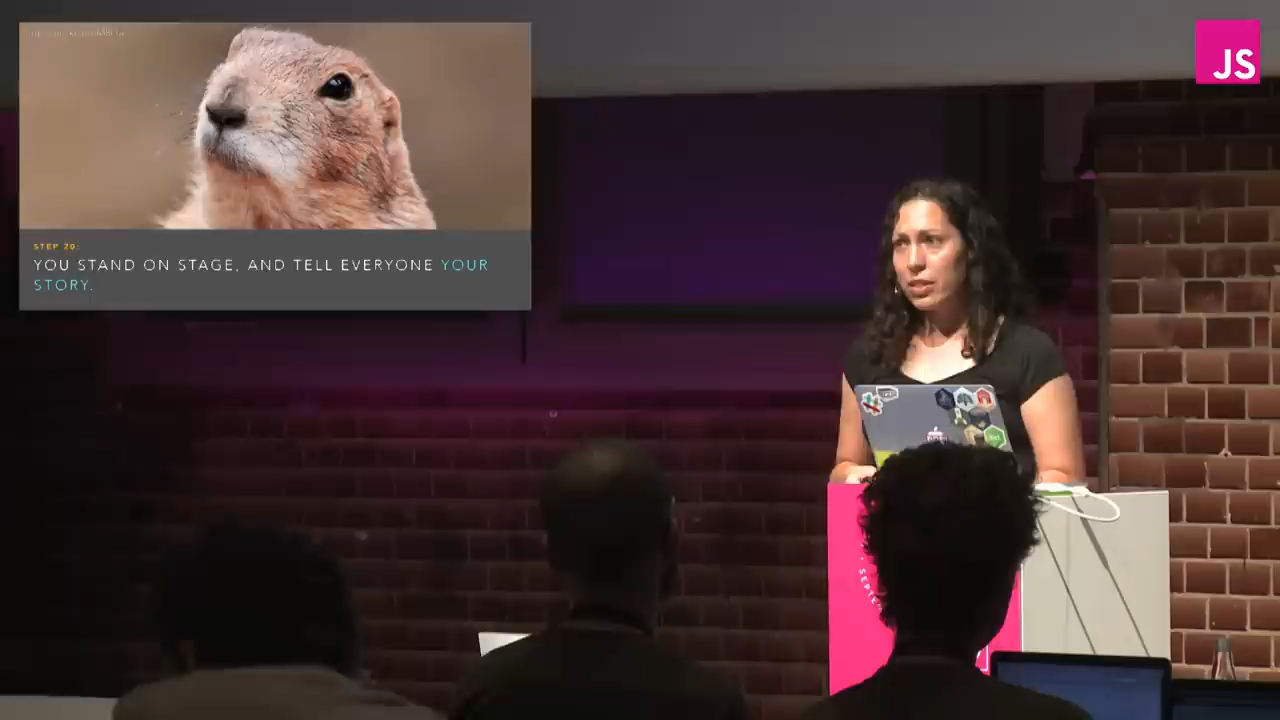 JS
STEP 20:
YOU STAND ON STAGE, AND TELL EVERYONE YOUR
STORY.